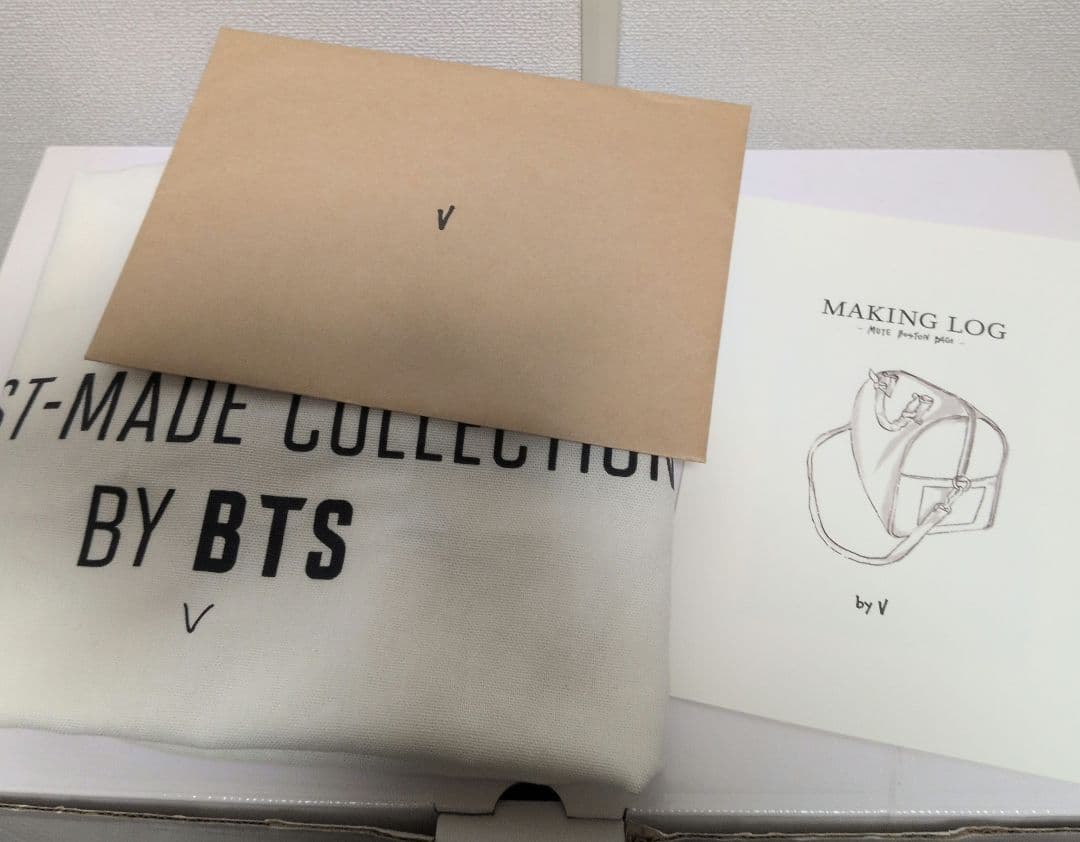 V
ST-MADE COLLECTION
BY BTS
V
MAKING LOG
- MUTE BOSTON BAG -
by V